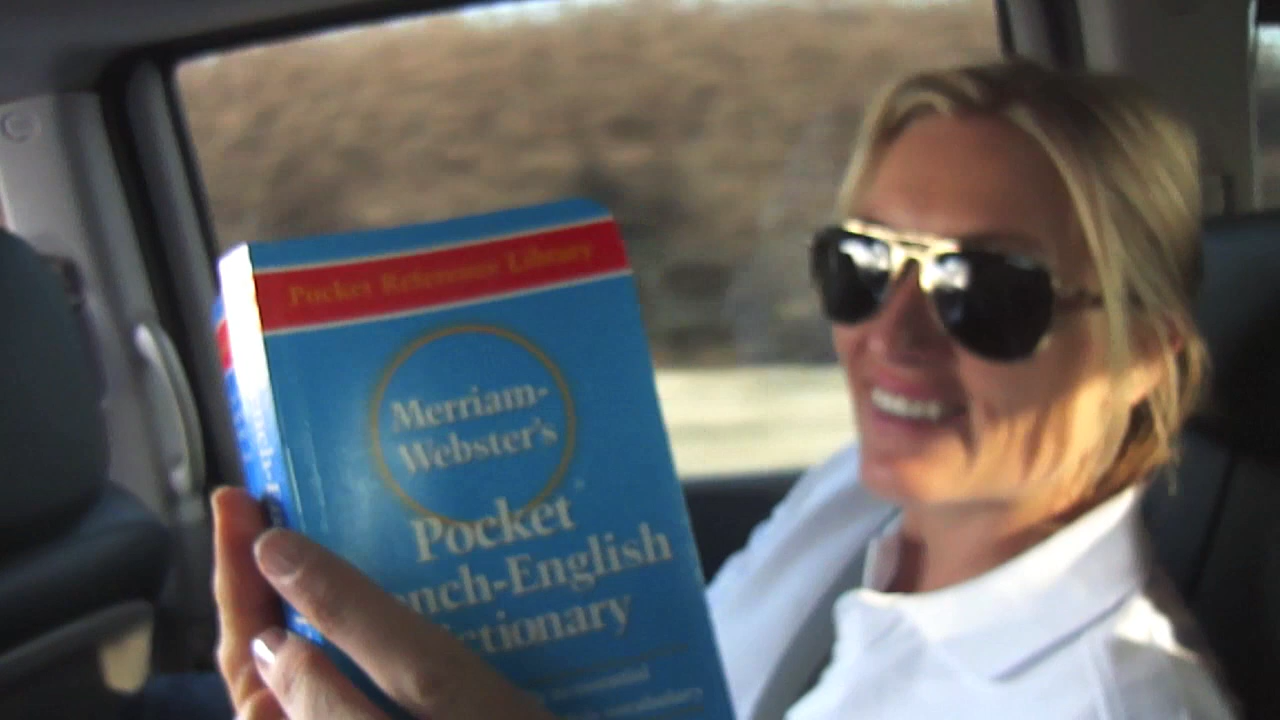 Pocket Reference Library
Merriam-
Webster's
Pocket
nch-English
ctionary